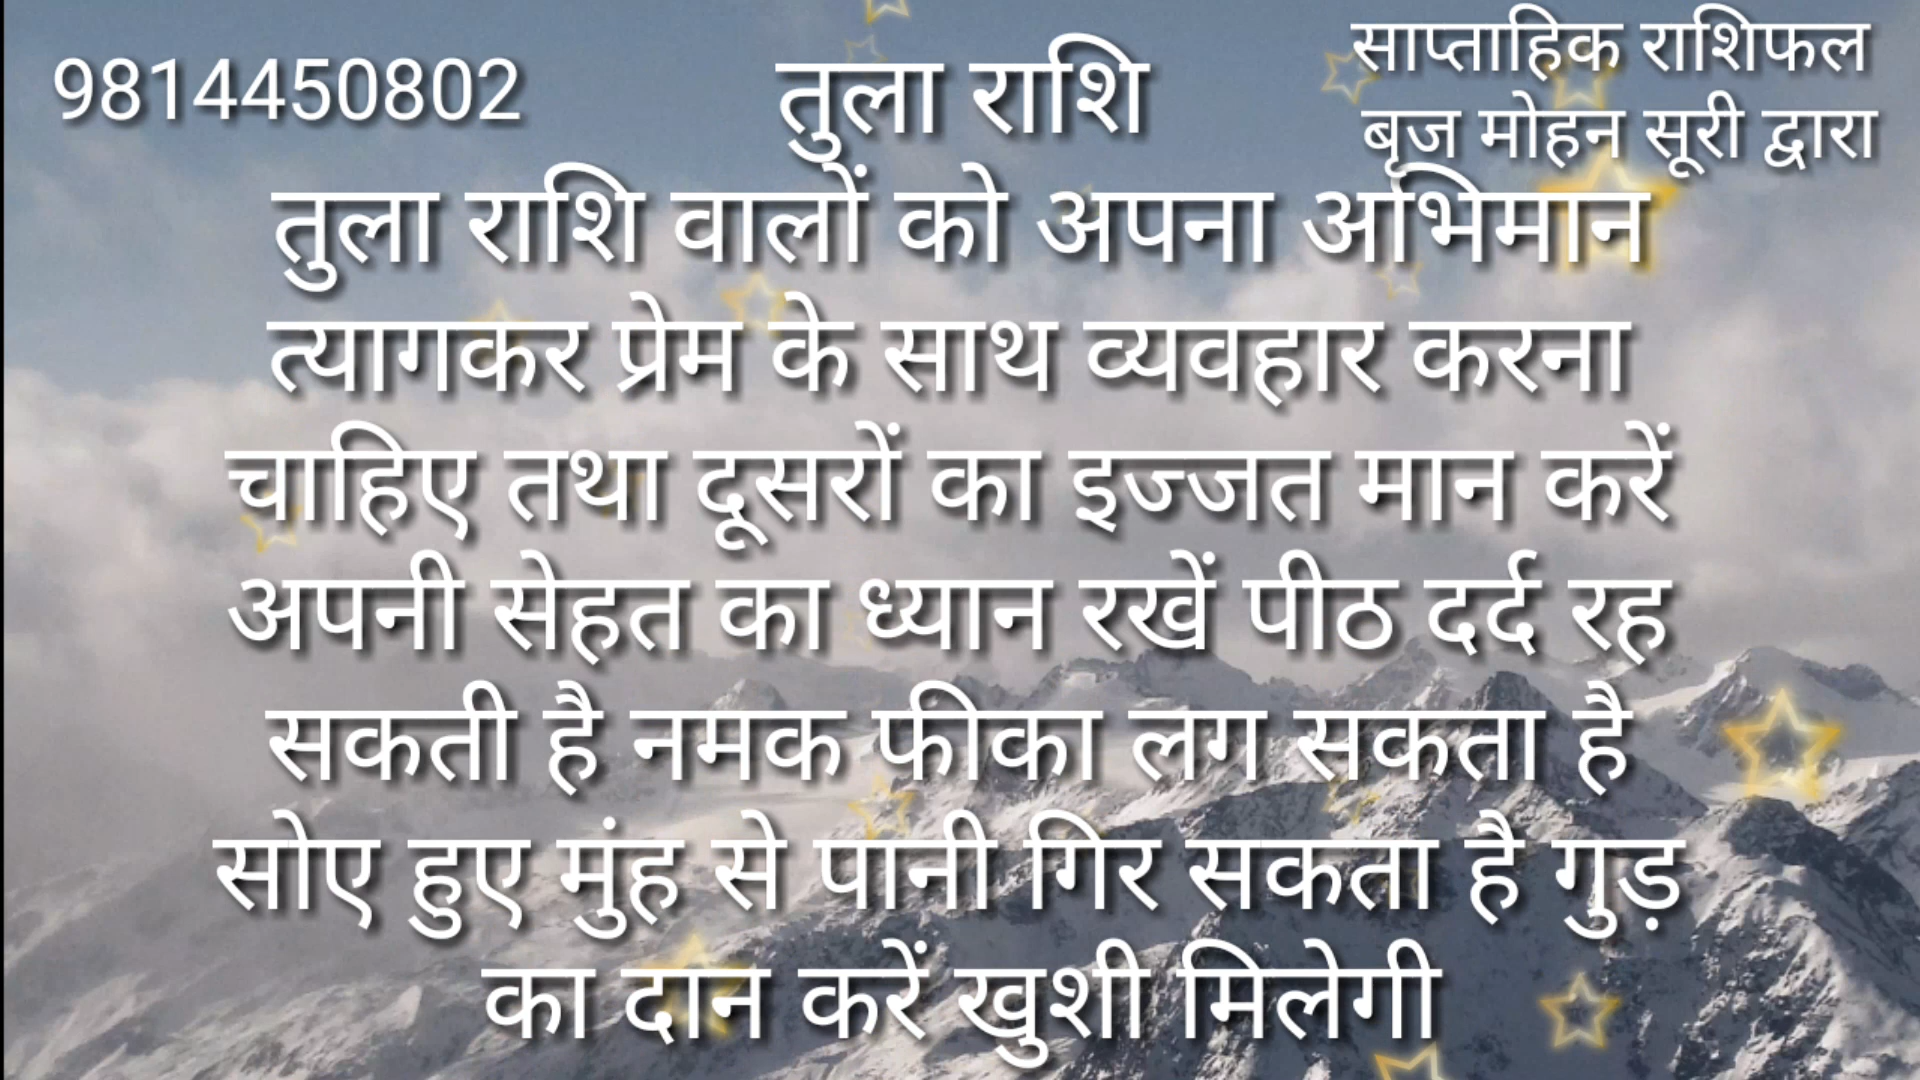 9814450802
तुला राशि
साप्ताहिक राशिफल
बृज मोहन सूरी द्वारा
तुला राशि वालों को अपना अभिमान
त्यागकर प्रेम के साथ व्यवहार करना
चाहिए तथा दूसरों का इज्जत मान करें
अपनी सेहत का ध्यान रखें पीठ दर्द रह
सकती है नमक फीका लग सकता है
सोए हुए मुंह से पानी गिर सकता है गुड़
का दान करें खुशी मिलेगी